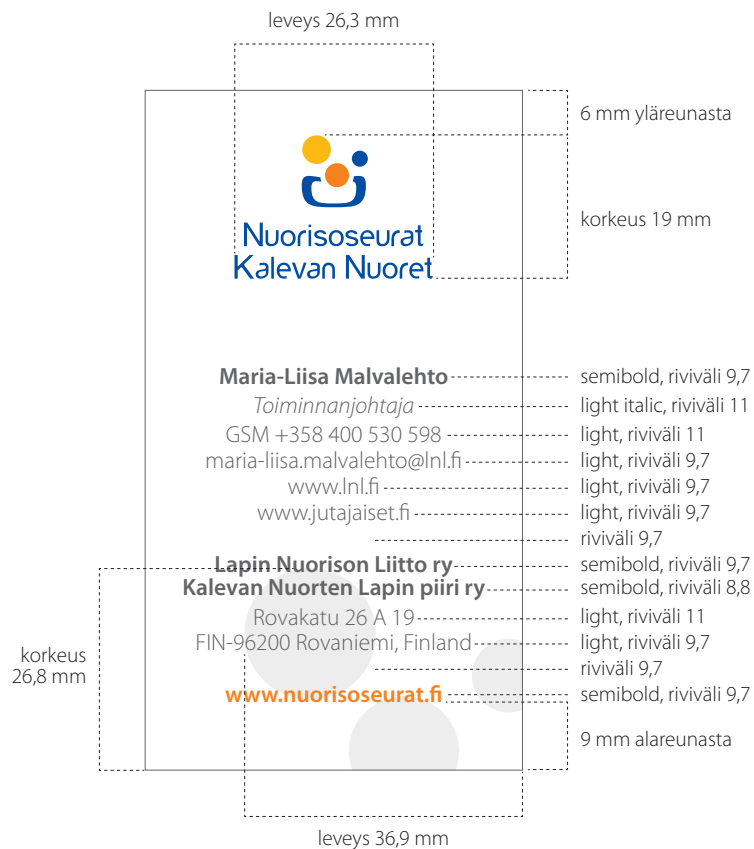 leveys 26,3 mm
6 mm yläreunasta
korkeus 19 mm
Nuorisoseurat
Kalevan Nuoret
Maria-Liisa Malvalehto semibold, riviväli 9,7
Toiminnanjohtaja light italic, riviväli 11
GSM +358 400 530 598 light, riviväli 11
maria-liisa.malvalehto@lnl.fi light, riviväli 9,7
www.lnl.fi light, riviväli 9,7
www.jutajaiset.fi light, riviväli 9,7
riviväli 9,7
Lapin Nuorison Liitto ry semibold, riviväli 9,7
Kalevan Nuorten Lapin piiri ry semibold, riviväli 8,8
Rovakatu 26 A 19 light, riviväli 11
FIN-96200 Rovaniemi, Finland light, riviväli 9,7
korkeus
26,8 mm
riviväli 9,7
www.nuorisoseurat.fi semibold, riviväli 9,7
9 mm alareunasta
leveys 36,9 mm